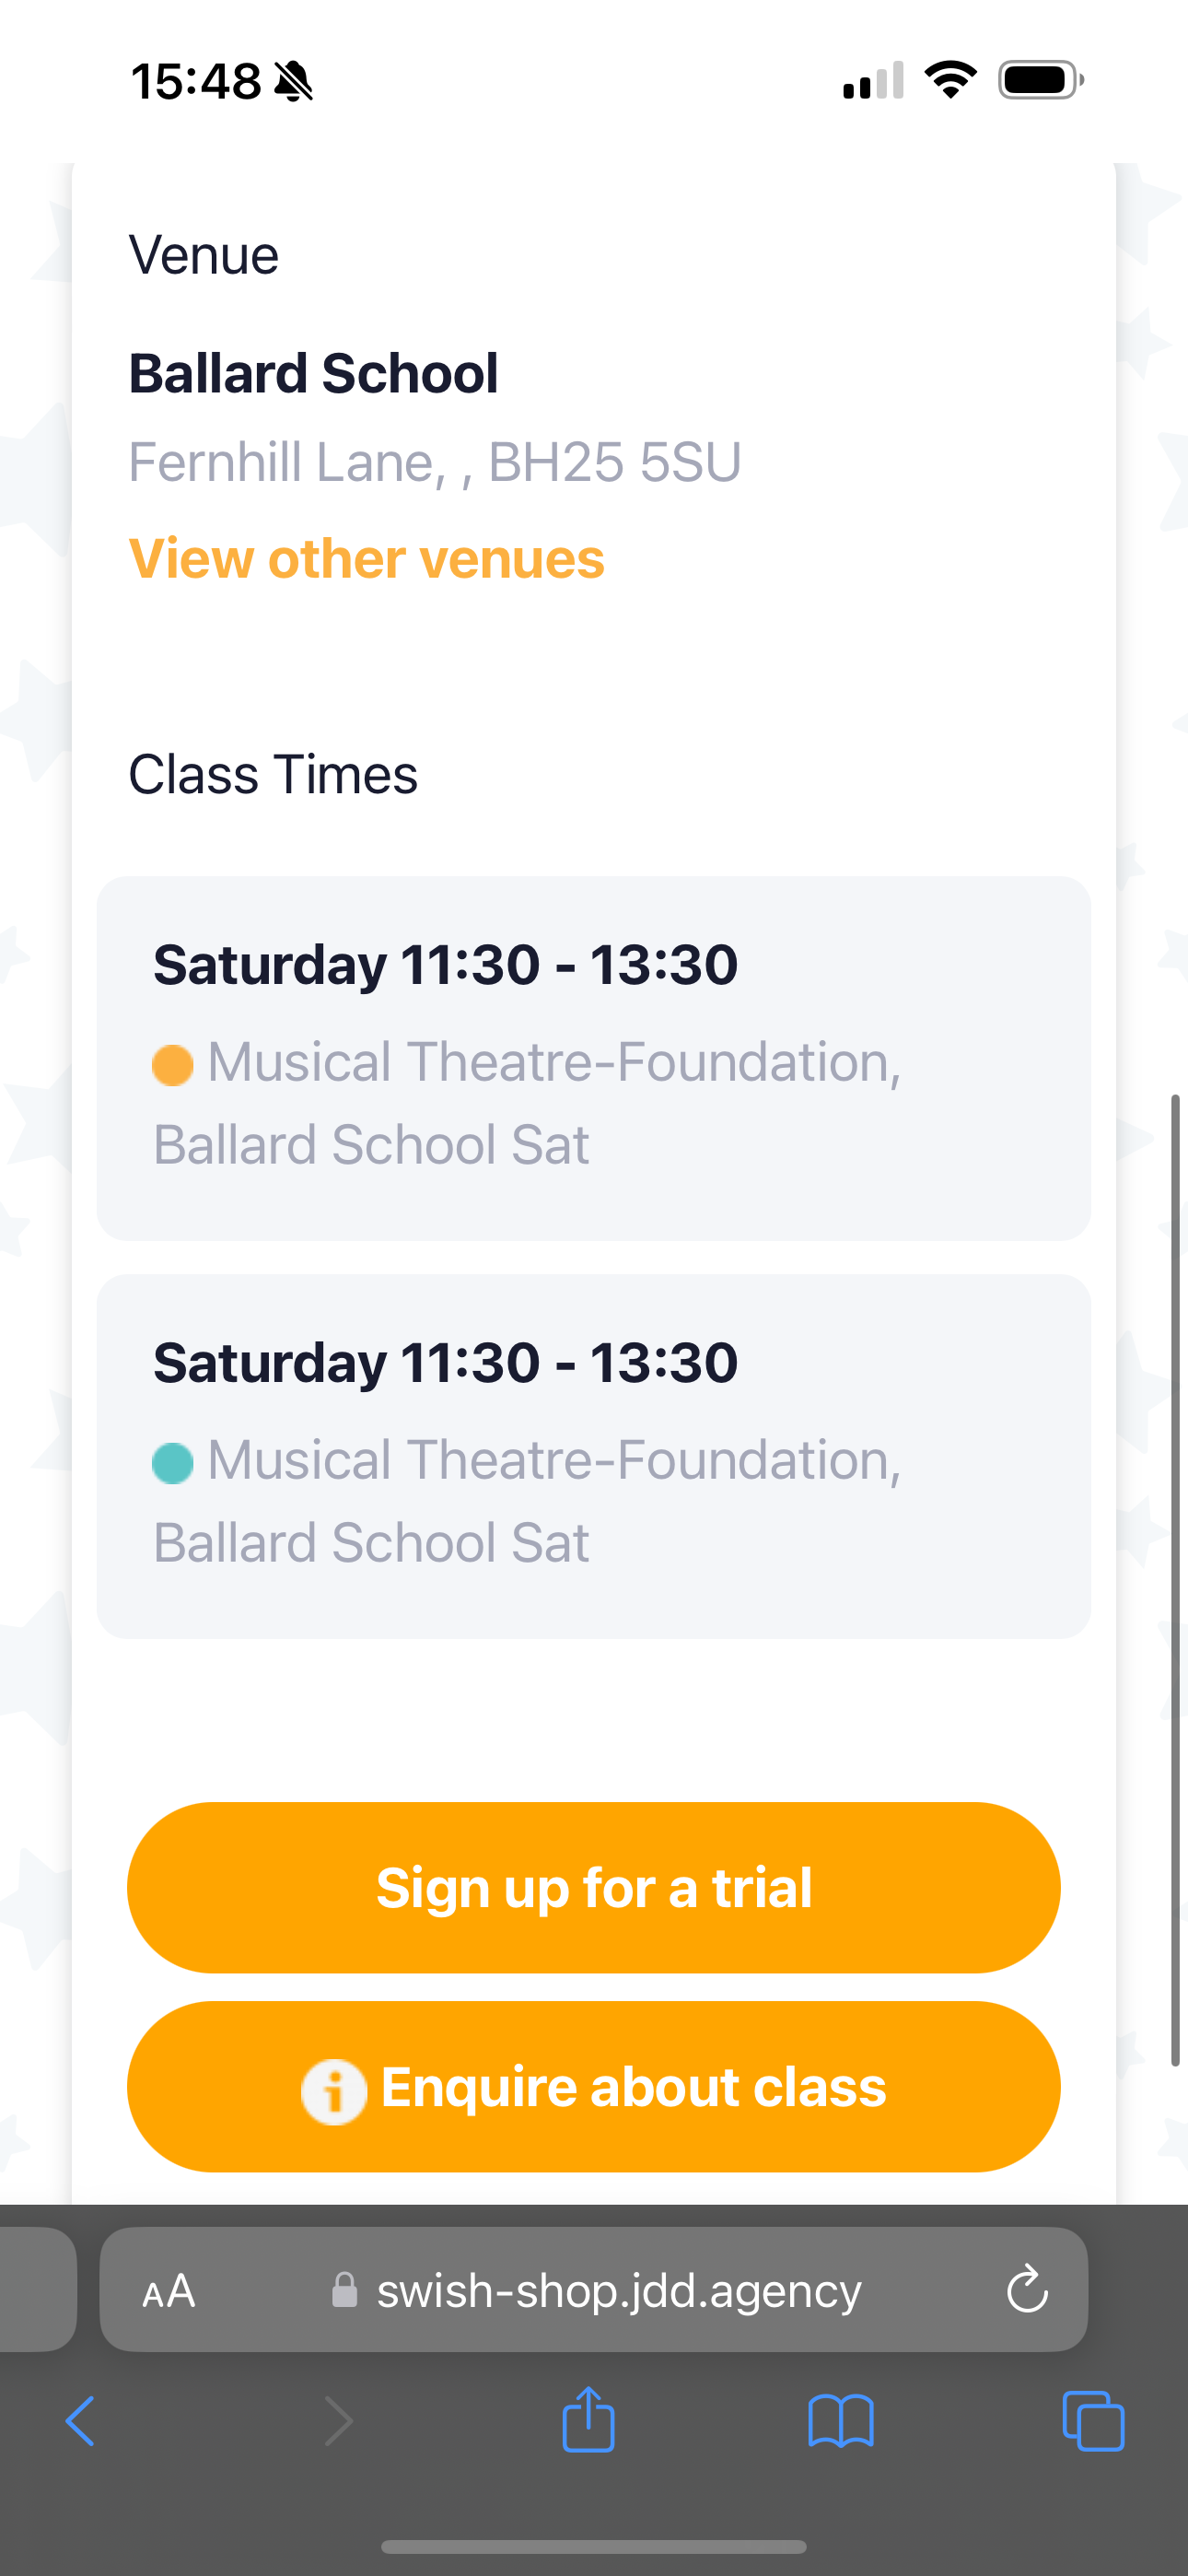 15:48
Venue
Ballard School
Fernhill Lane, , BH25 5SU
View other venues
Class Times
Saturday 11:30 - 13:30
Musical Theatre-Foundation,
Ballard School Sat
Saturday 11:30 - 13:30
Musical Theatre-Foundation,
Ballard School Sat
Sign up for a trial
i Enquire about class
AA swish-shop.jdd.agency